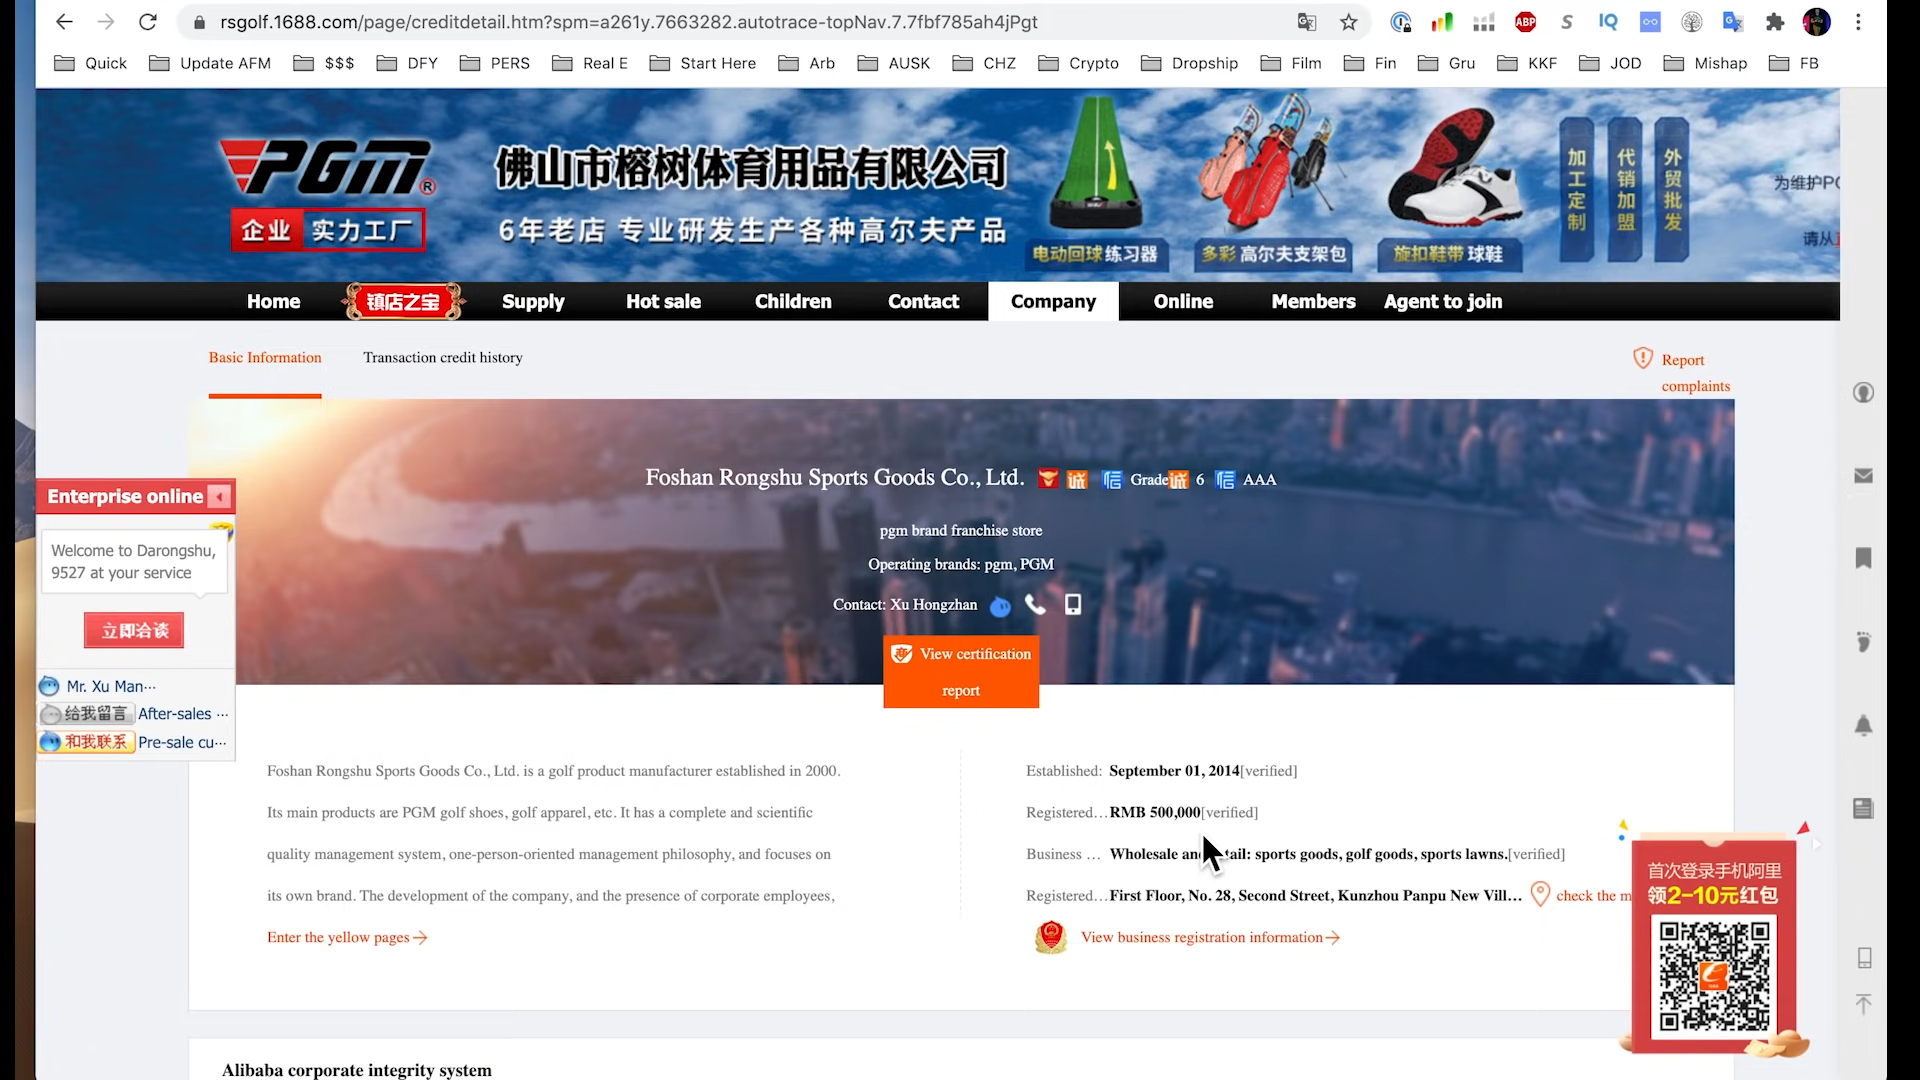 rsgolf.1688.com/page/creditdetail.htm?spm=a261y.7663282.autotrace-topNav.7.7fbf785ah4jPgt
ABP
S
IQ
Quick
Update AFM
$$$
DFY
PERS
Real E
Start Here
Arb
AUSK
CHZ
Crypto
Dropship
Film
Fin
Gru
KKF
JOD
Mishap
FB
PGM®
企业 实力工厂
佛山市榕树体育用品有限公司
6年老店 专业研发生产各种高尔夫产品
电动回球练习器
多彩 高尔夫支架包
旋扣鞋带 球鞋
加工定制
代销加盟
外贸批发
为维护PG
请从
Home
镇店之宝
Supply
Hot sale
Children
Contact
Company
Online
Members
Agent to join
Basic Information
Transaction credit history
Report
complaints
Foshan Rongshu Sports Goods Co., Ltd. 诚 信 Grade 诚 6 信 AAA
pgm brand franchise store
Operating brands: pgm, PGM
Contact: Xu Hongzhan
View certification
report
Enterprise online
Welcome to Darongshu,
9527 at your service
立即洽谈
Mr. Xu Man···
给我留言 After-sales ···
和我联系 Pre-sale cu···
Foshan Rongshu Sports Goods Co., Ltd. is a golf product manufacturer established in 2000.
Its main products are PGM golf shoes, golf apparel, etc. It has a complete and scientific
quality management system, one-person-oriented management philosophy, and focuses on
its own brand. The development of the company, and the presence of corporate employees,
Enter the yellow pages
Established: September 01, 2014[verified]
Registered... RMB 500,000[verified]
Business ... Wholesale an tail: sports goods, golf goods, sports lawns.[verified]
Registered... First Floor, No. 28, Second Street, Kunzhou Panpu New Vill... check the m
View business registration information
首次登录手机阿里
领2-10元红包
Alibaba corporate integrity system